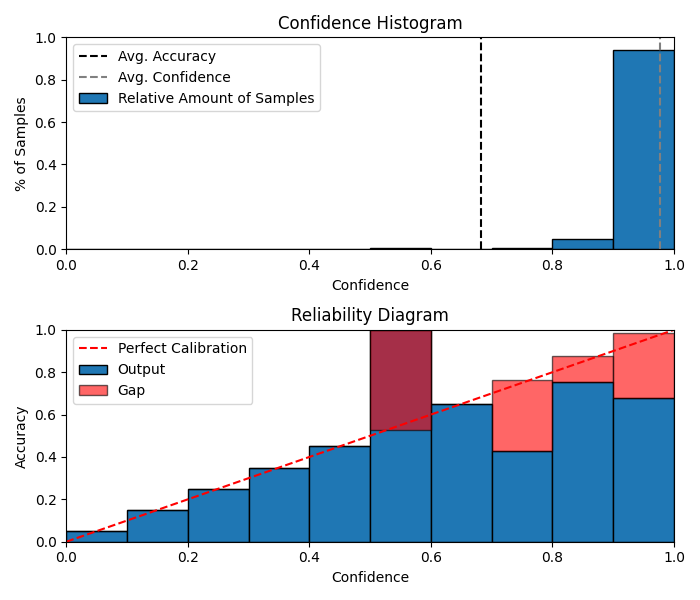 Confidence Histogram
1.0
0.8
0.6
0.4
0.2
0.0
% of Samples
Avg. Accuracy
Avg. Confidence
Relative Amount of Samples
0.0 0.2 0.4 0.6 0.8 1.0
Confidence
Reliability Diagram
1.0
0.8
0.6
0.4
0.2
0.0
Accuracy
Perfect Calibration
Output
Gap
0.0 0.2 0.4 0.6 0.8 1.0
Confidence